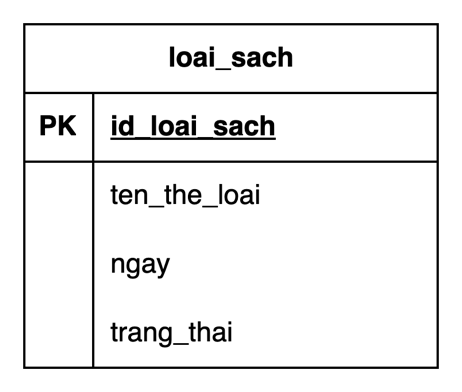 loai_sach
PK id_loai_sach
ten_the_loai
ngay
trang_thai